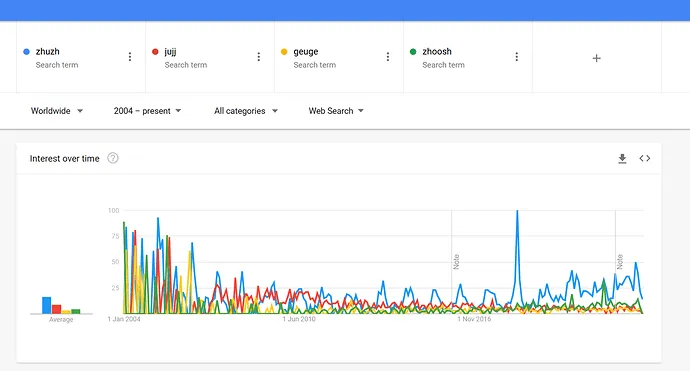 zhuzh
Search term
jujj
Search term
geuge
Search term
zhoosh
Search term
+
Worldwide
2004 – present
All categories
Web Search
Interest over time
?
100
75
50
25
Note
Note
Average
1 Jan 2004
1 Jun 2010
1 Nov 2016